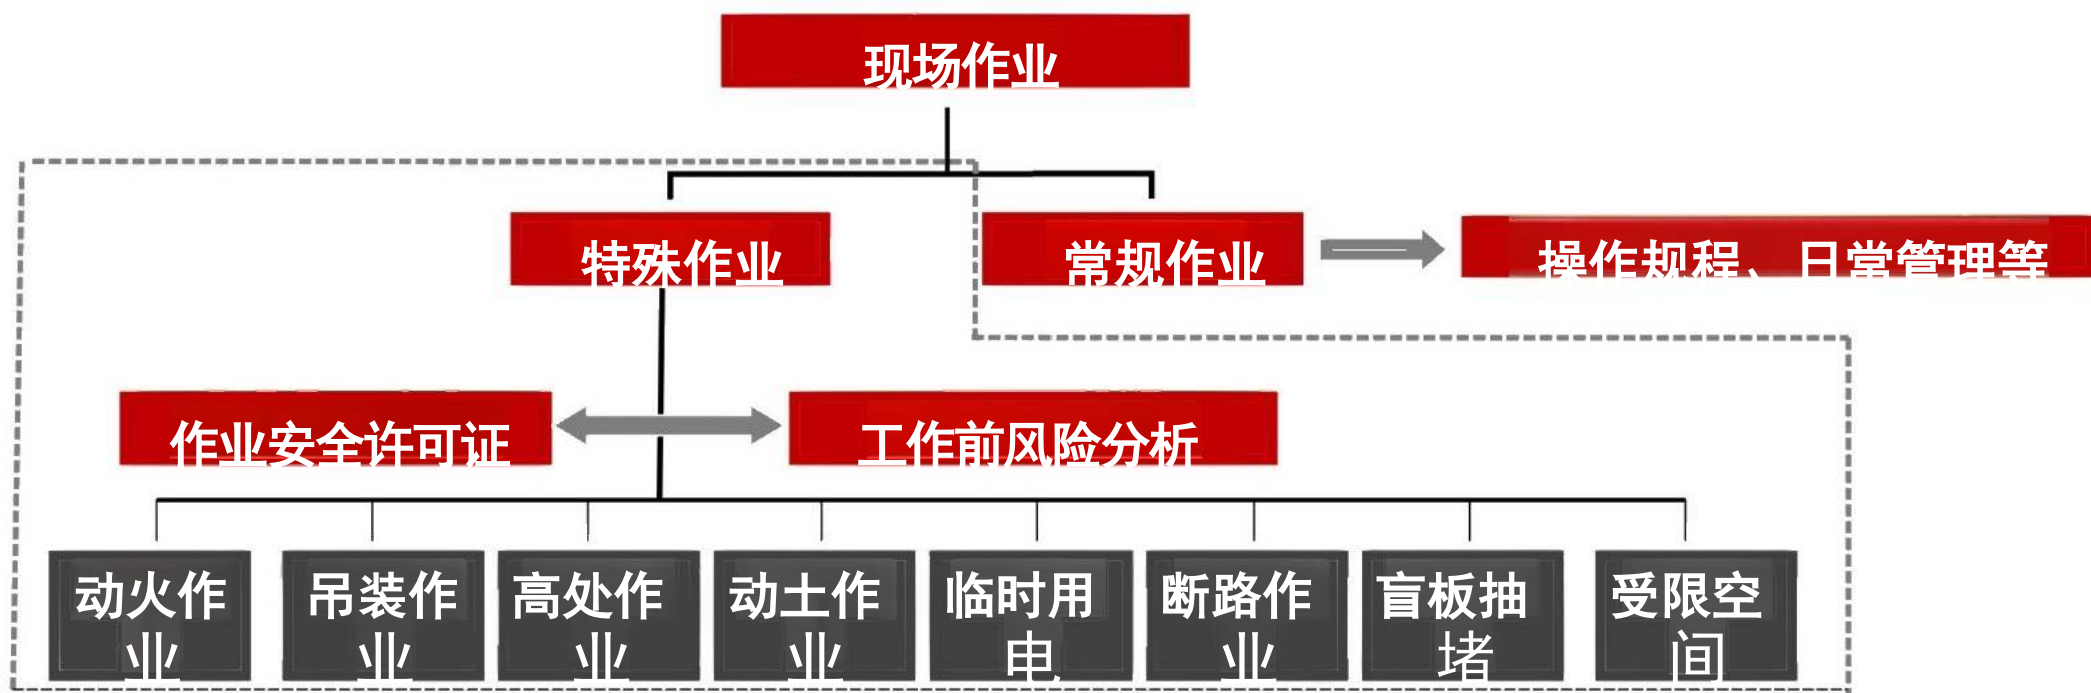 现场作业
特殊作业
常规作业
操作规程、日常管理等
作业安全许可证
工作前风险分析
动火作
业
吊装作
业
高处作
业
动土作
业
临时用
电
断路作
业
盲板抽
堵
受限空
间